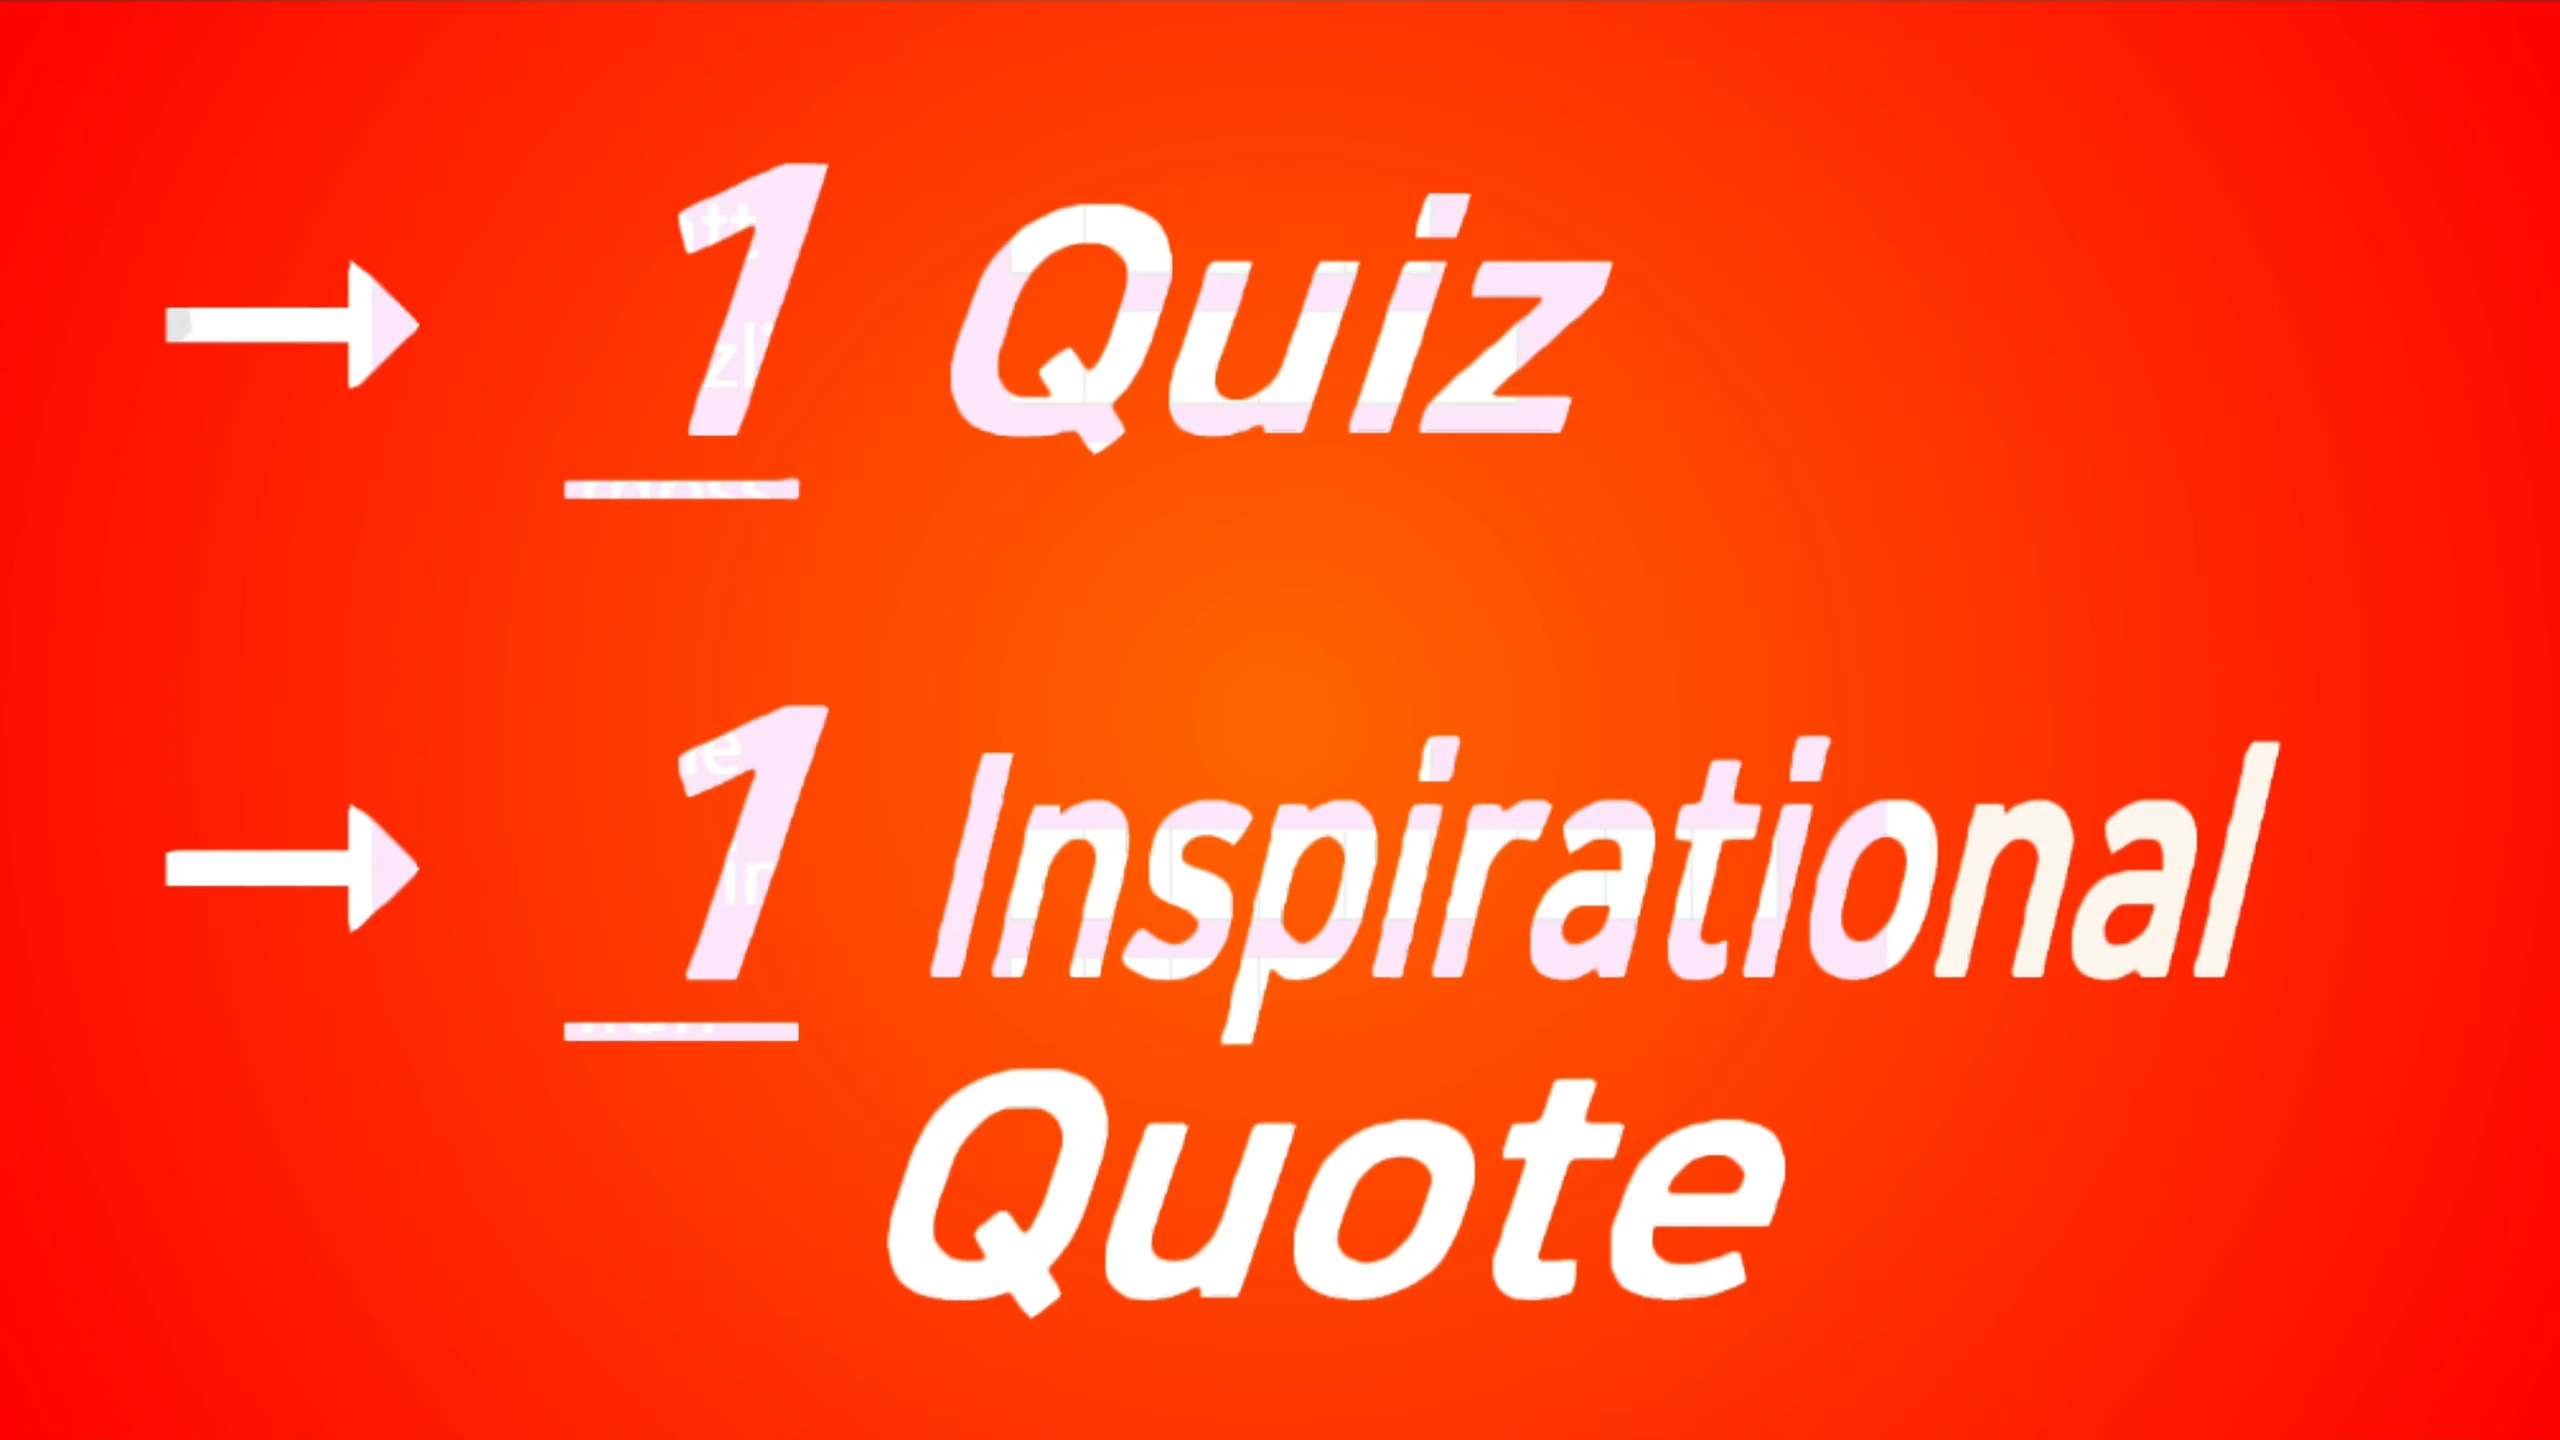 → 1 Quiz
→ 1 Inspirational
Quote